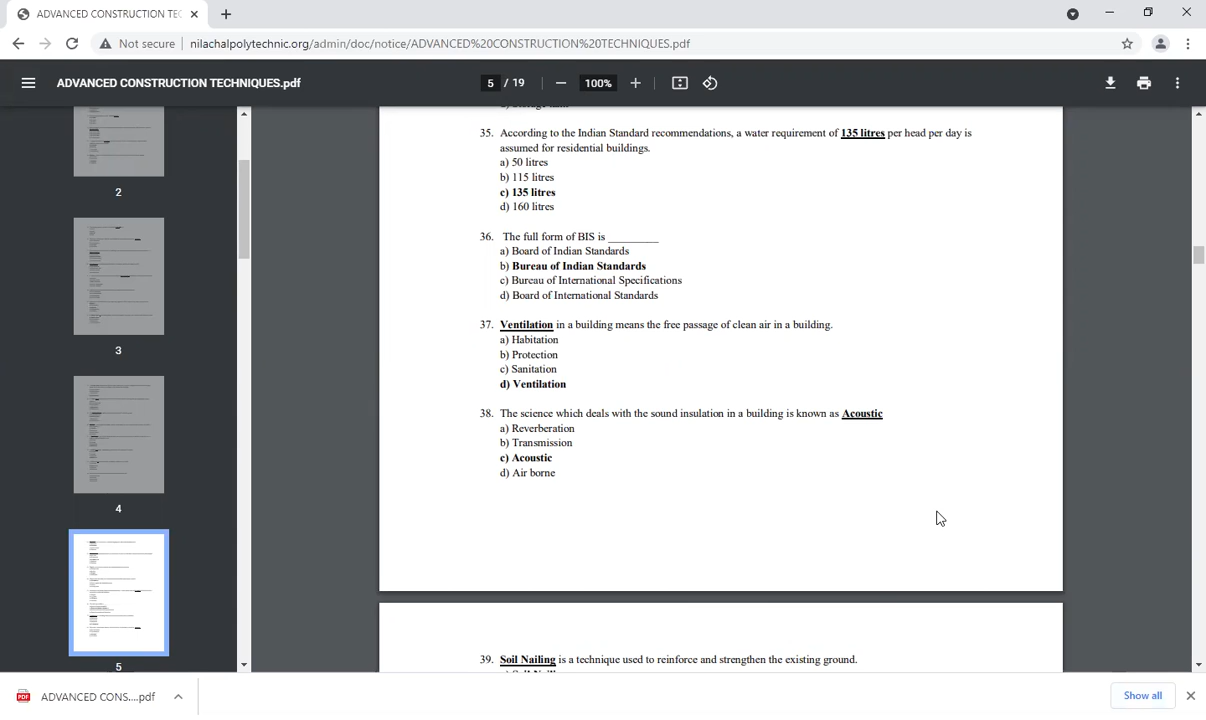 ADVANCED CONSTRUCTION TEC
Not secure
nilachalpolytechnic.org/admin/doc/notice/ADVANCED%20CONSTRUCTION%20TECHNIQUES.pdf
ADVANCED CONSTRUCTION TECHNIQUES.pdf
5 / 19
100%
2
3
4
5
35. According to the Indian Standard recommendations, a water requirement of 135 litres per head per day is
assumed for residential buildings.
a) 50 litres
b) 115 litres
c) 135 litres
d) 160 litres
36. The full form of BIS is _________
a) Board of Indian Standards
b) Bureau of Indian Standards
c) Bureau of International Specifications
d) Board of International Standards
37. Ventilation in a building means the free passage of clean air in a building.
a) Habitation
b) Protection
c) Sanitation
d) Ventilation
38. The science which deals with the sound insulation in a building is known as Acoustic
a) Reverberation
b) Transmission
c) Acoustic
d) Air borne
39. Soil Nailing is a technique used to reinforce and strengthen the existing ground.
ADVANCED CONS....pdf
Show all